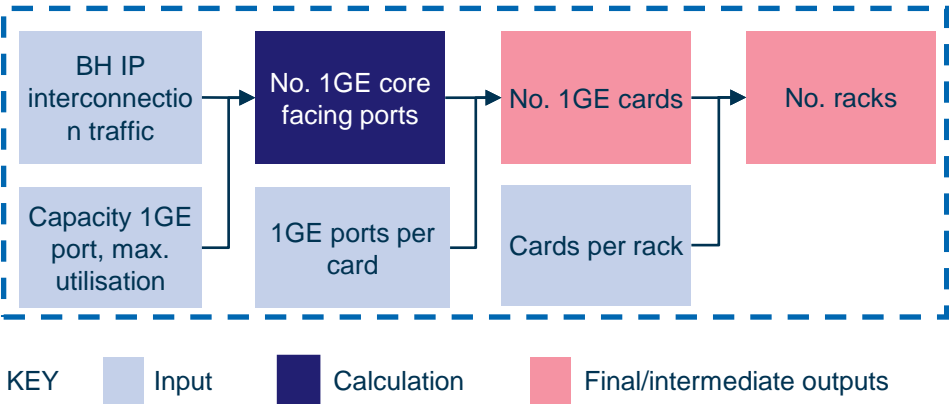 BH IP
interconnectio
n traffic
No. 1GE core
facing ports
No. 1GE cards
No. racks
Capacity 1GE
port, max.
utilisation
1GE ports per
card
Cards per rack
KEY
Input
Calculation
Final/intermediate outputs